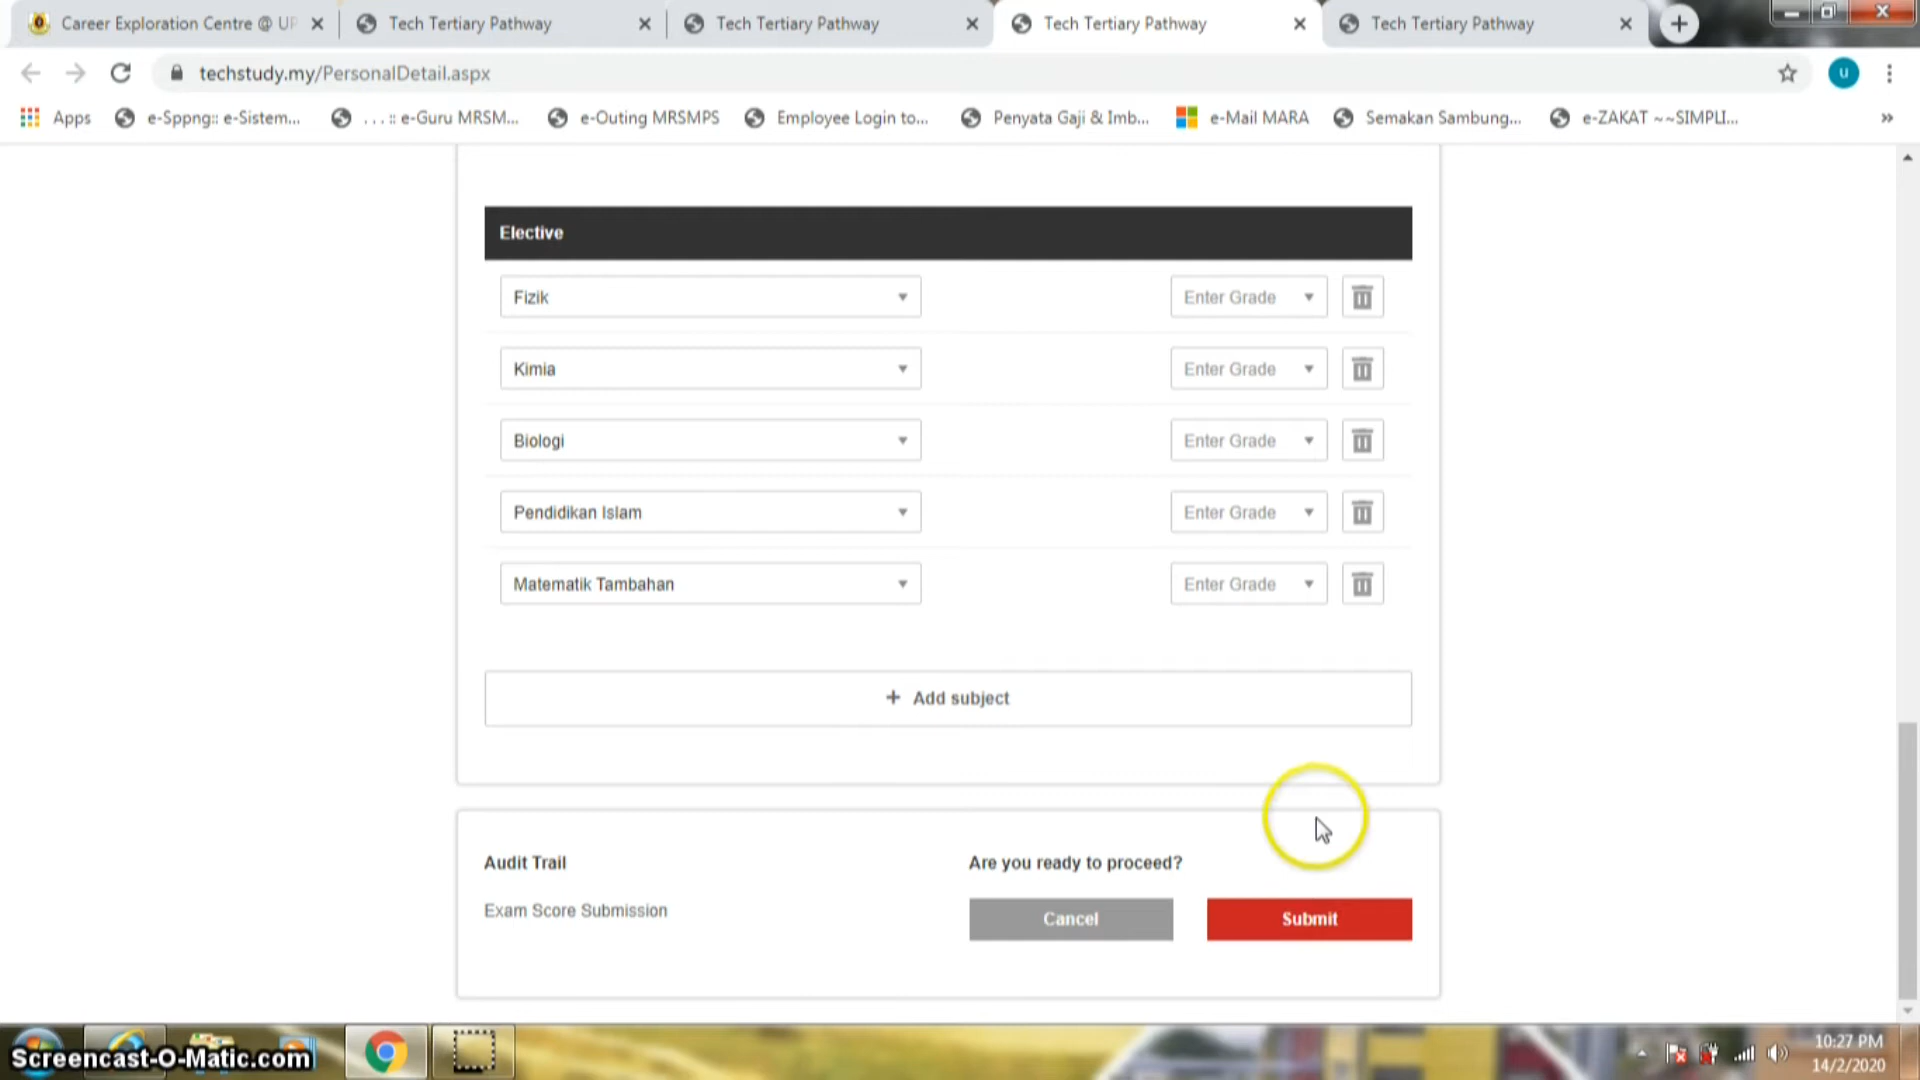 Career Exploration Centre @ UP
Tech Tertiary Pathway
Tech Tertiary Pathway
Tech Tertiary Pathway
Tech Tertiary Pathway
techstudy.my/PersonalDetail.aspx
u
Apps
e-Sppng:: e-Sistem...
. . . :: e-Guru MRSM...
e-Outing MRSMPS
Employee Login to...
Penyata Gaji & Imb...
e-Mail MARA
Semakan Sambung...
e-ZAKAT ~~SIMPLI...
»
Elective
Fizik
Enter Grade
Kimia
Enter Grade
Biologi
Enter Grade
Pendidikan Islam
Enter Grade
Matematik Tambahan
Enter Grade
+ Add subject
Audit Trail
Are you ready to proceed?
Exam Score Submission
Cancel
Submit
Screencast-O-Matic.com
10:27 PM
14/2/2020